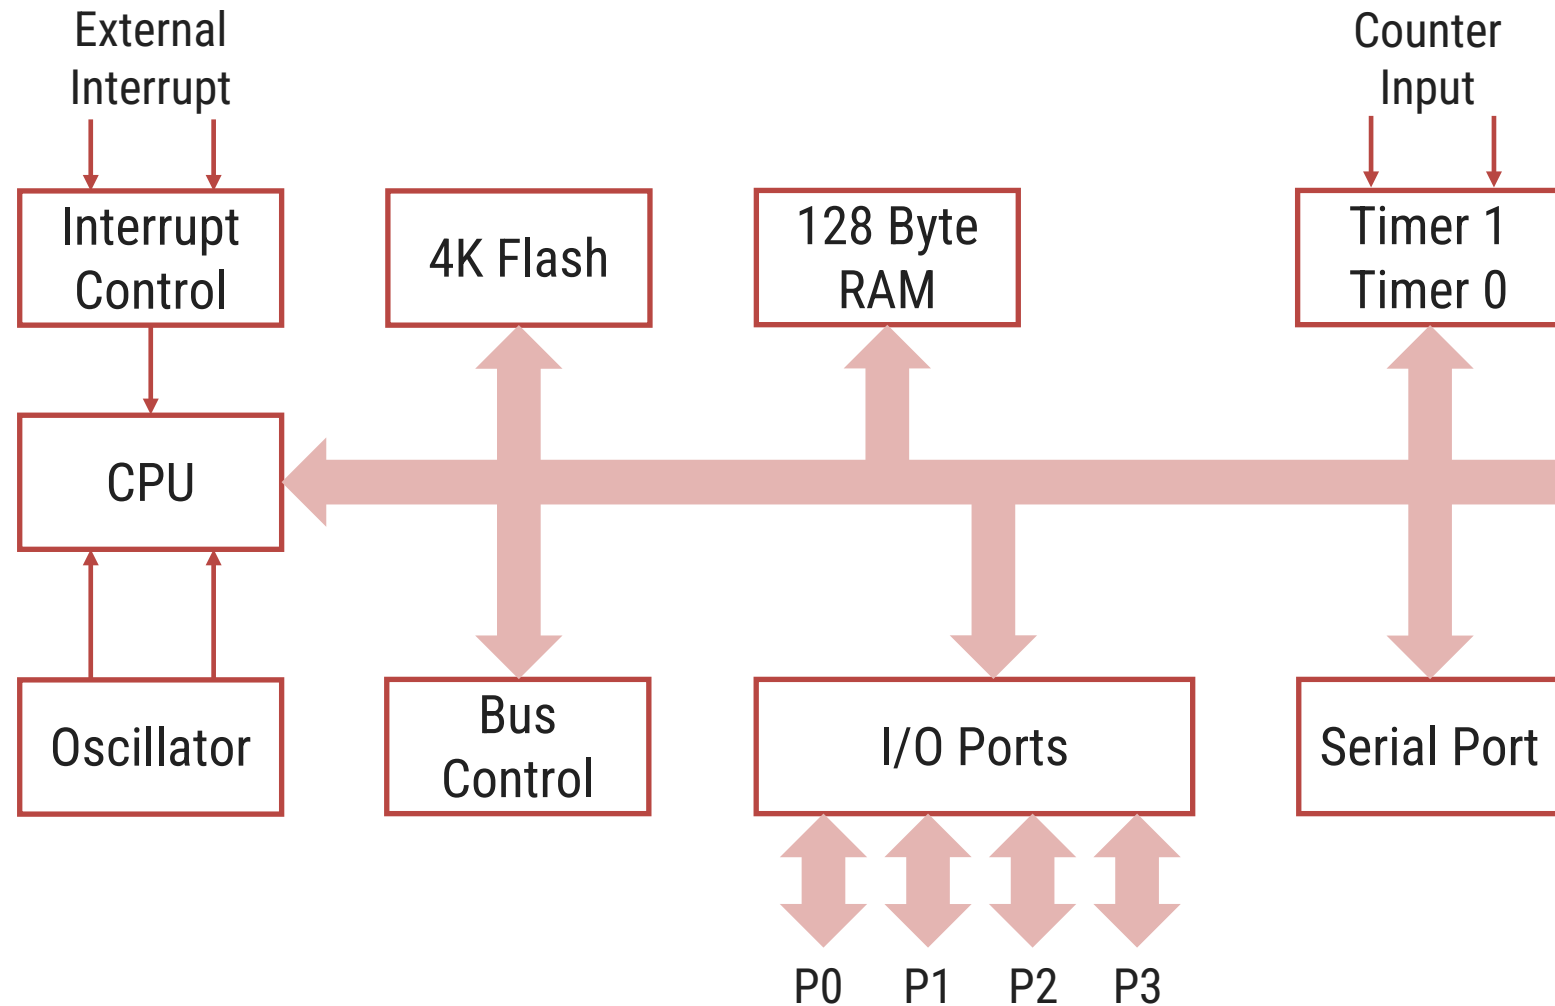 External
Interrupt
Counter
Input
Interrupt
Control
4K Flash
128 Byte
RAM
Timer 1
Timer 0
CPU
Oscillator
Bus
Control
I/O Ports
Serial Port
P0
P1
P2
P3